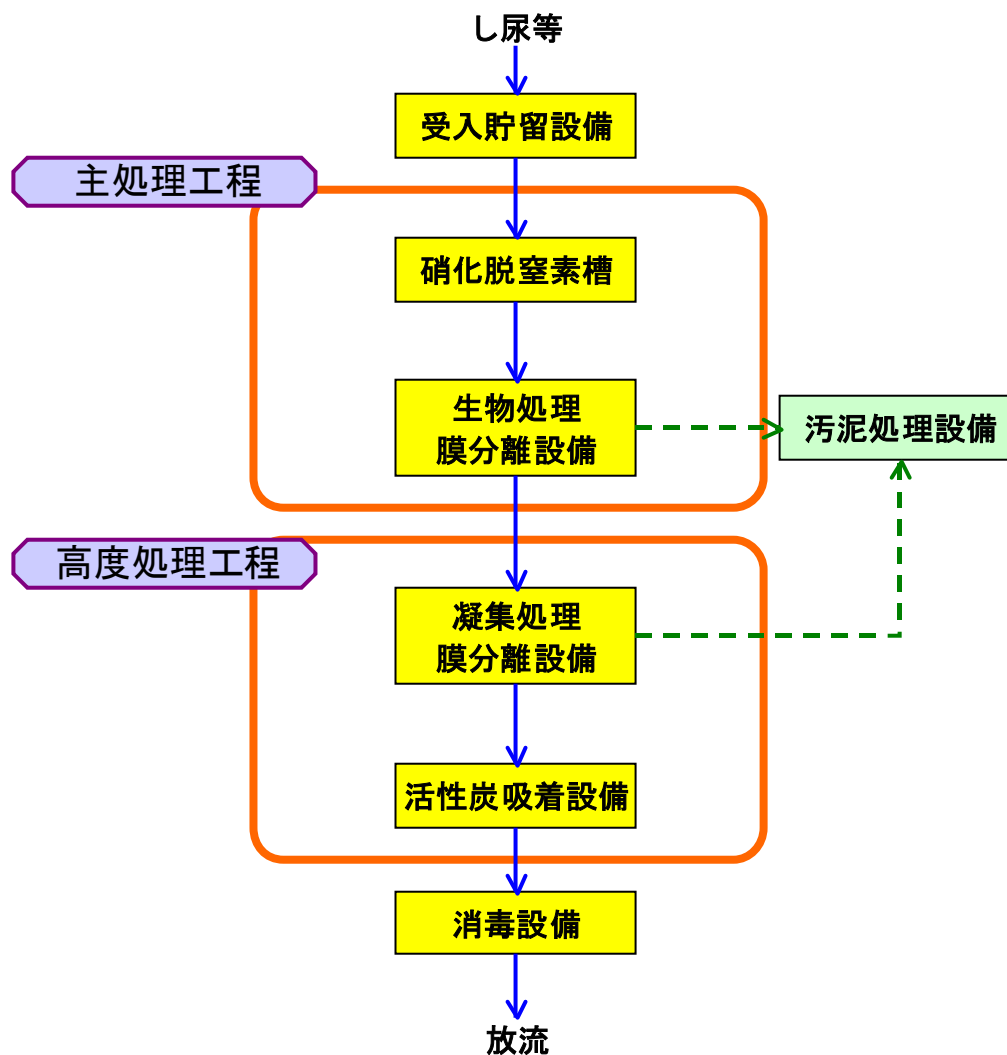 し尿等
受入貯留設備
主処理工程
硝化脱窒素槽
生物処理
膜分離設備
汚泥処理設備
高度処理工程
凝集処理
膜分離設備
活性炭吸着設備
消毒設備
放流